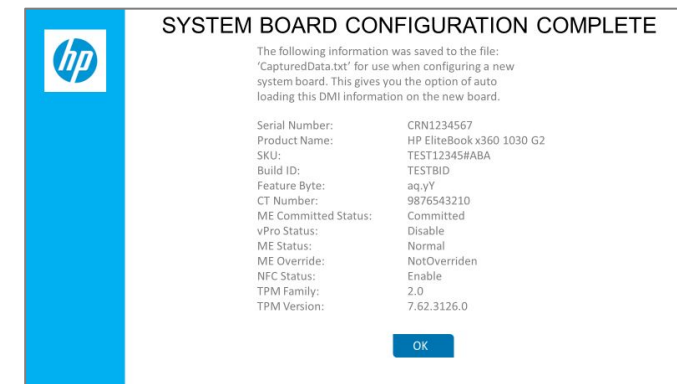 SYSTEM BOARD CONFIGURATION COMPLETE
hp
The following information was saved to the file:
‘CapturedData.txt’ for use when configuring a new
system board. This gives you the option of auto
loading this DMI information on the new board.
Serial Number: CRN1234567
Product Name: HP EliteBook x360 1030 G2
SKU: TEST12345#ABA
Build ID: TESTBID
Feature Byte: aq.yY
CT Number: 9876543210
ME Committed Status: Committed
vPro Status: Disable
ME Status: Normal
ME Override: NotOverriden
NFC Status: Enable
TPM Family: 2.0
TPM Version: 7.62.3126.0
OK